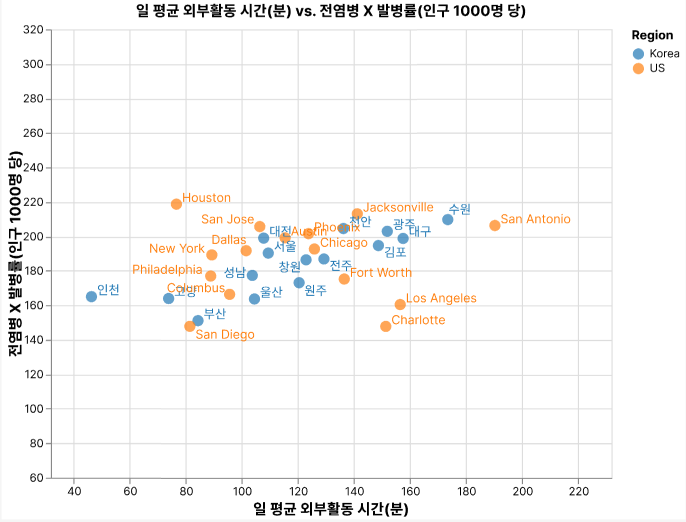 일 평균 외부활동 시간(분) vs. 전염병 X 발병률(인구 1000명 당)
Region
Korea
US
전염병 X 발병률(인구 1000명 당)
320
300
280
260
240
220
200
180
160
140
120
100
80
60
Houston
San Jose
대전
Austin
Phoenix
천안
Jacksonville
광주
대구
수원
San Antonio
New York
Dallas
서울
Chicago
김포
Philadelphia
성남
창원
전주
Fort Worth
인천
고양
Columbus
울산
원주
Los Angeles
부산
San Diego
Charlotte
40
60
80
100
120
140
160
180
200
220
일 평균 외부활동 시간(분)